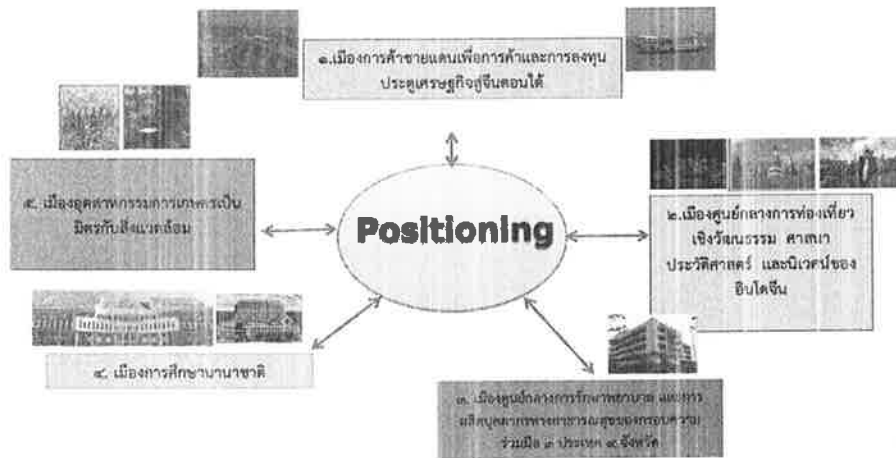 ๑.เมืองการค้าชายแดนเพื่อการค้าและการลงทุน
ประตูเศรษฐกิจสู่จีนตอนใต้
๕. เมืองอุตสาหกรรมการเกษตรเป็น
มิตรกับสิ่งแวดล้อม
Positioning
๒.เมืองศูนย์กลางการท่องเที่ยว
เชิงวัฒนธรรม ศาสนา
ประวัติศาสตร์ และนิเวศน์ของ
อินโดจีน
๔. เมืองการศึกษานานาชาติ
๓. เมืองศูนย์กลางการรักษาพยาบาล และการ
ผลิตบุคลากรทางสาธารณสุขของกรอบความ
ร่วมมือ ๓ ประเทศ ๙ จังหวัด